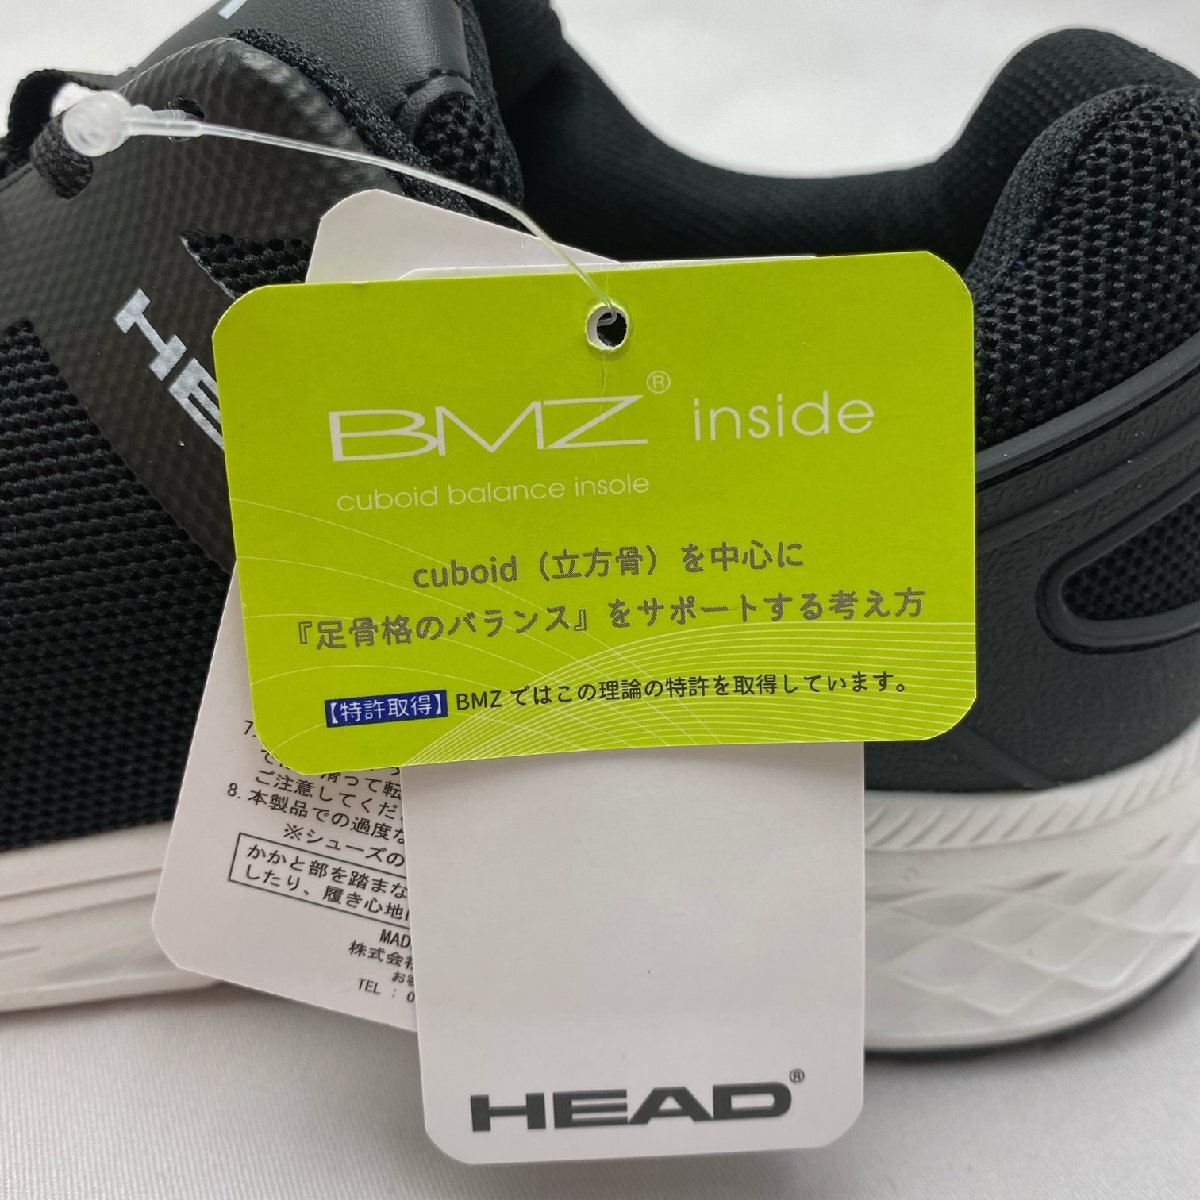 HE
BMZ® inside
cuboid balance insole
cuboid（立方骨）を中心に
『足骨格のバランス』をサポートする考え方
【特許取得】BMZ ではこの理論の特許を取得しています。
7.
ご注意してくだ
8. 本製品での過度な
※シューズの
かかと部を踏まな
したり、履き心地
MAD
株式会
お客
TEL : 0
HEAD®